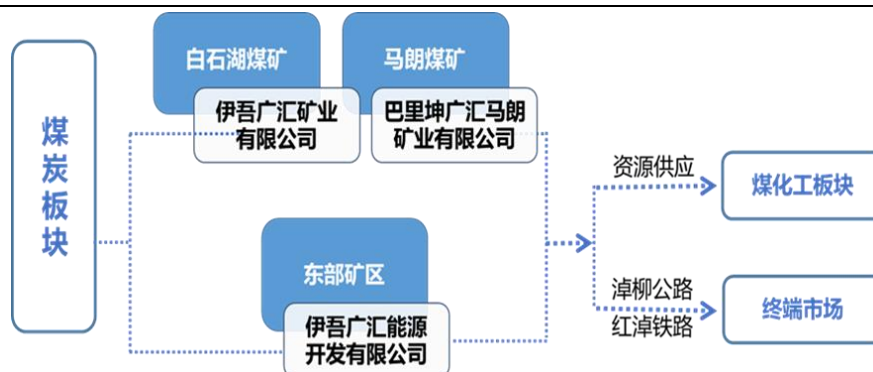 煤炭板块
白石湖煤矿
伊吾广汇矿业
有限公司
马朗煤矿
巴里坤广汇马朗
矿业有限公司
东部矿区
伊吾广汇能源
开发有限公司
资源供应
煤化工板块
淖柳公路
红淖铁路
终端市场